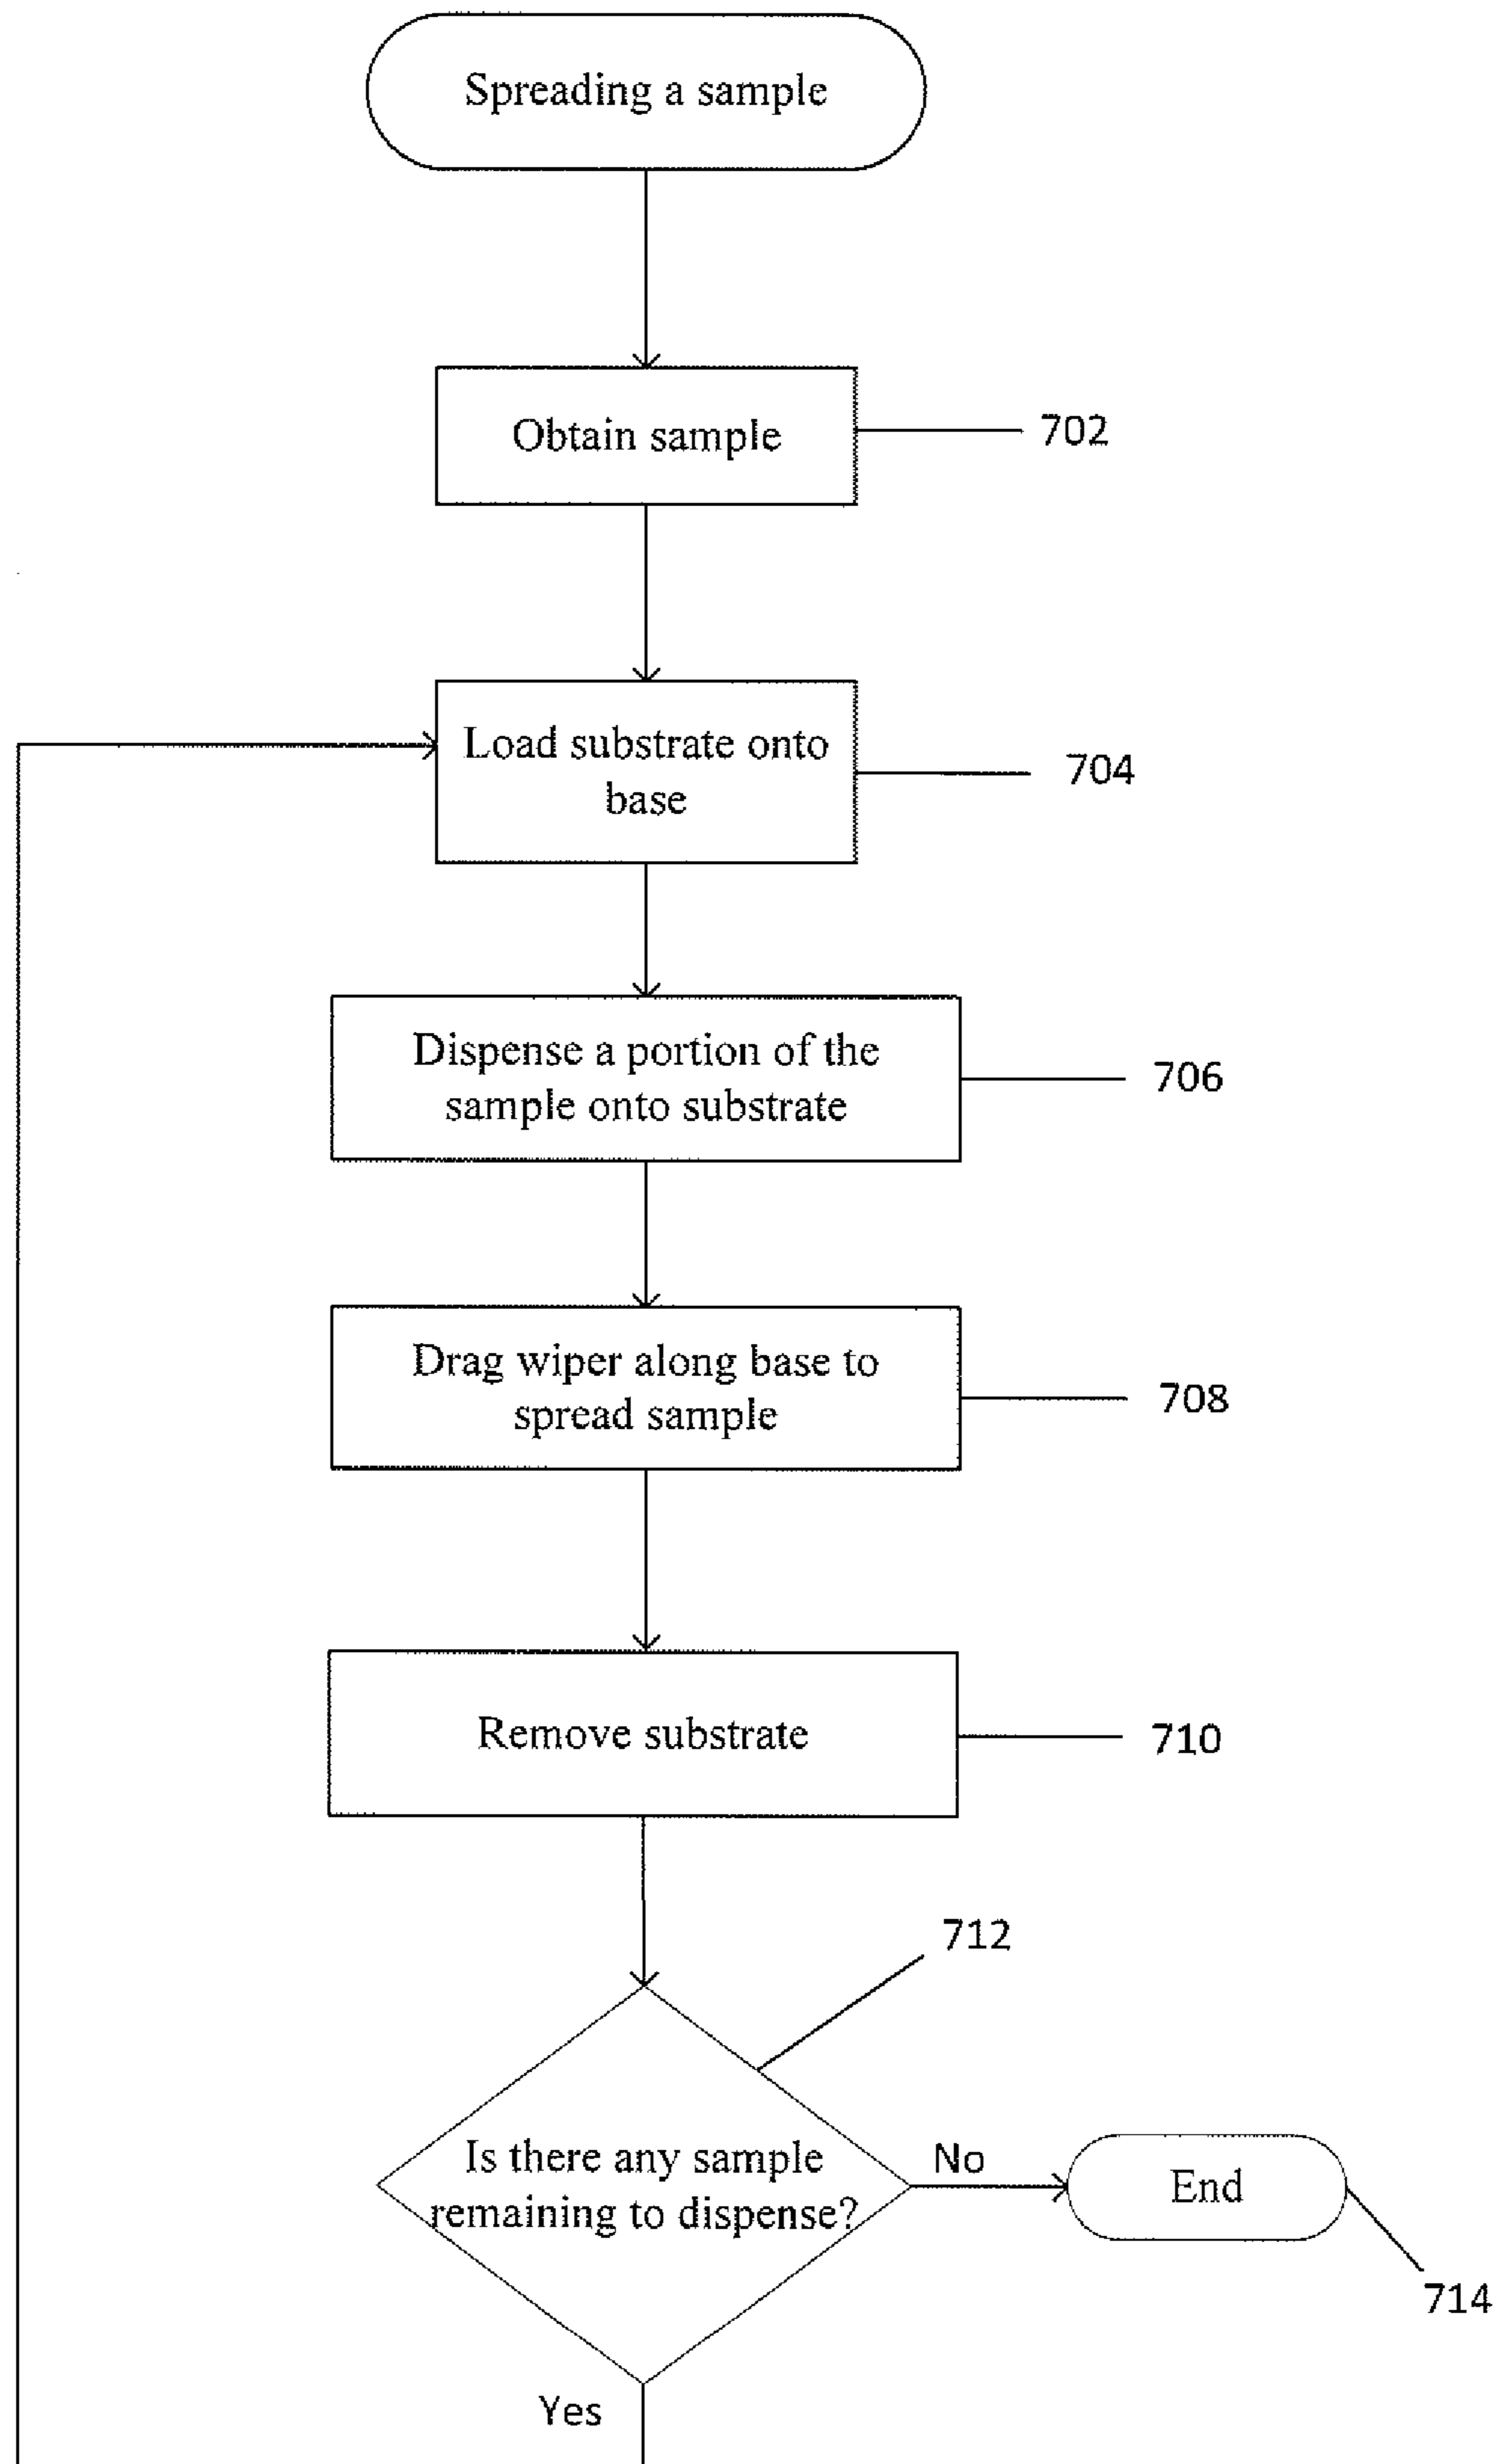 Spreading a sample
Obtain sample
702
Load substrate onto
base
704
Dispense a portion of the
sample onto substrate
706
Drag wiper along base to
spread sample
708
Remove substrate
710
712
Is there any sample
remaining to dispense?
No
End
714
Yes